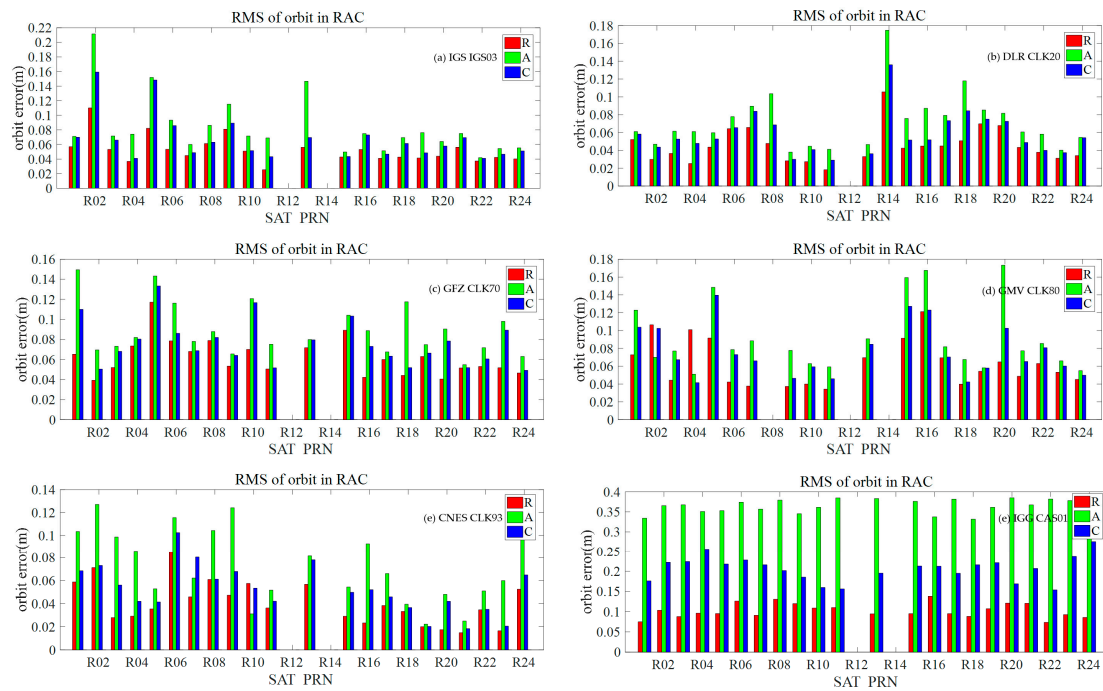 RMS of orbit in RAC
orbit error(m)
0.22
0.2
0.18
0.16
0.14
0.12
0.1
0.08
0.06
0.04
0.02
0
(a) IGS IGS03
R
A
C
R02 R04 R06 R08 R10 R12 R14 R16 R18 R20 R22 R24
SAT PRN
RMS of orbit in RAC
orbit error(m)
0.18
0.16
0.14
0.12
0.1
0.08
0.06
0.04
0.02
0
R
A
(b) DLR CLK20
C
R02 R04 R06 R08 R10 R12 R14 R16 R18 R20 R22 R24
SAT PRN
RMS of orbit in RAC
orbit error(m)
0.16
0.14
0.12
0.1
0.08
0.06
0.04
0.02
0
R
(c) GFZ CLK70
A
C
R02 R04 R06 R08 R10 R12 R14 R16 R18 R20 R22 R24
SAT PRN
RMS of orbit in RAC
orbit error(m)
0.18
0.16
0.14
0.12
0.1
0.08
0.06
0.04
0.02
0
R
A
(d) GMV CLK80
C
R02 R04 R06 R08 R10 R12 R14 R16 R18 R20 R22 R24
SAT PRN
RMS of orbit in RAC
orbit error(m)
0.14
0.12
0.1
0.08
0.06
0.04
0.02
0
R
(e) CNES CLK93
A
C
R02 R04 R06 R08 R10 R12 R14 R16 R18 R20 R22 R24
SAT PRN
RMS of orbit in RAC
orbit error(m)
0.4
0.35
0.3
0.25
0.2
0.15
0.1
0.05
0
R
(e) IGG CAS01
A
C
R02 R04 R06 R08 R10 R12 R14 R16 R18 R20 R22 R24
SAT PRN